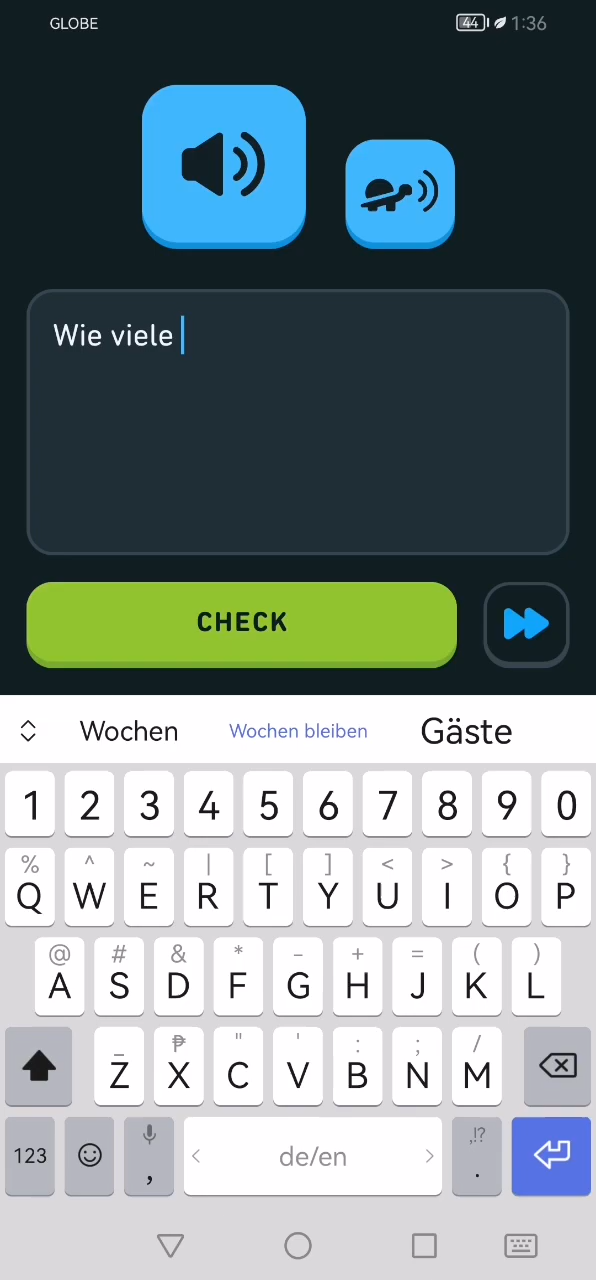 GLOBE 44 1:36
Wie viele
CHECK
Wochen Wochen bleiben Gäste
1 2 3 4 5 6 7 8 9 0
% ^ ~ | [ ] < > { }
Q W E R T Y U I O P
@ # & * - + = ( )
A S D F G H J K L
_ ₱ " ' : ; /
Z X C V B N M
,!?
123 , < de/en > .